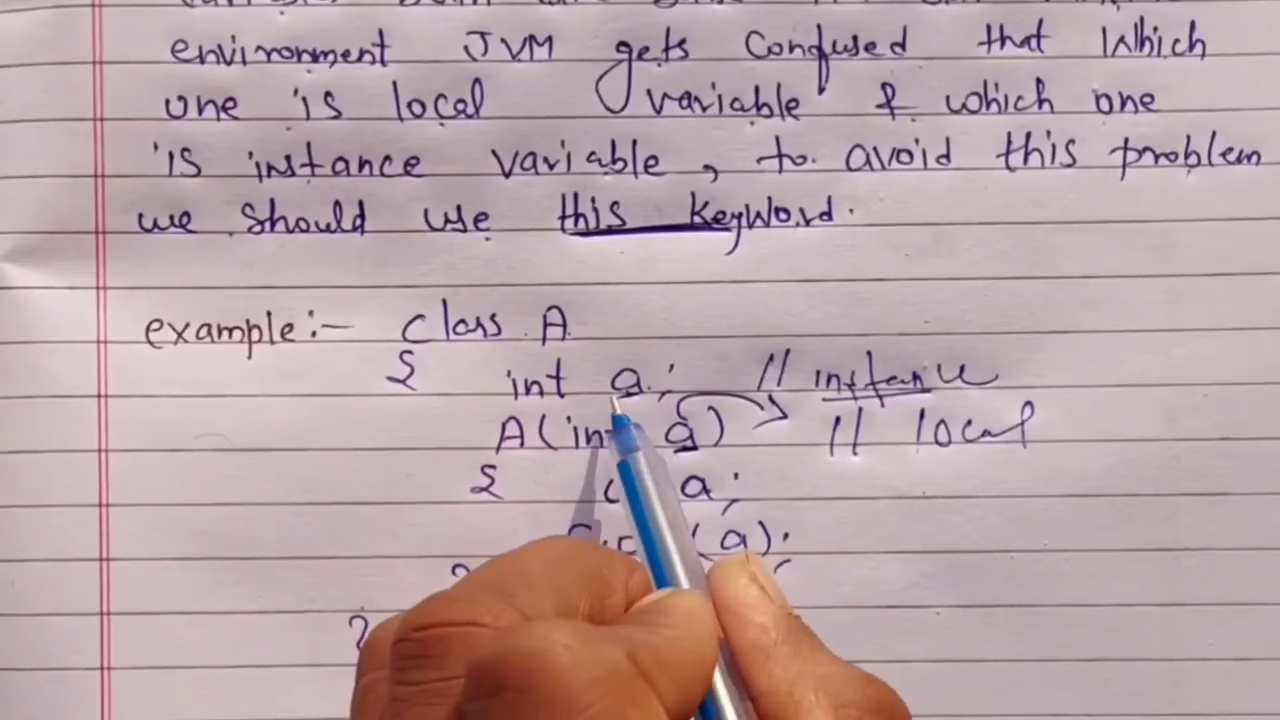 environment JVM gets confused that which
one is local variable & which one
is instance variable, to avoid this problem
we should use this keyword.
example:- class A
{ int a; // instance
A(int a) // local
{ a;
(a);